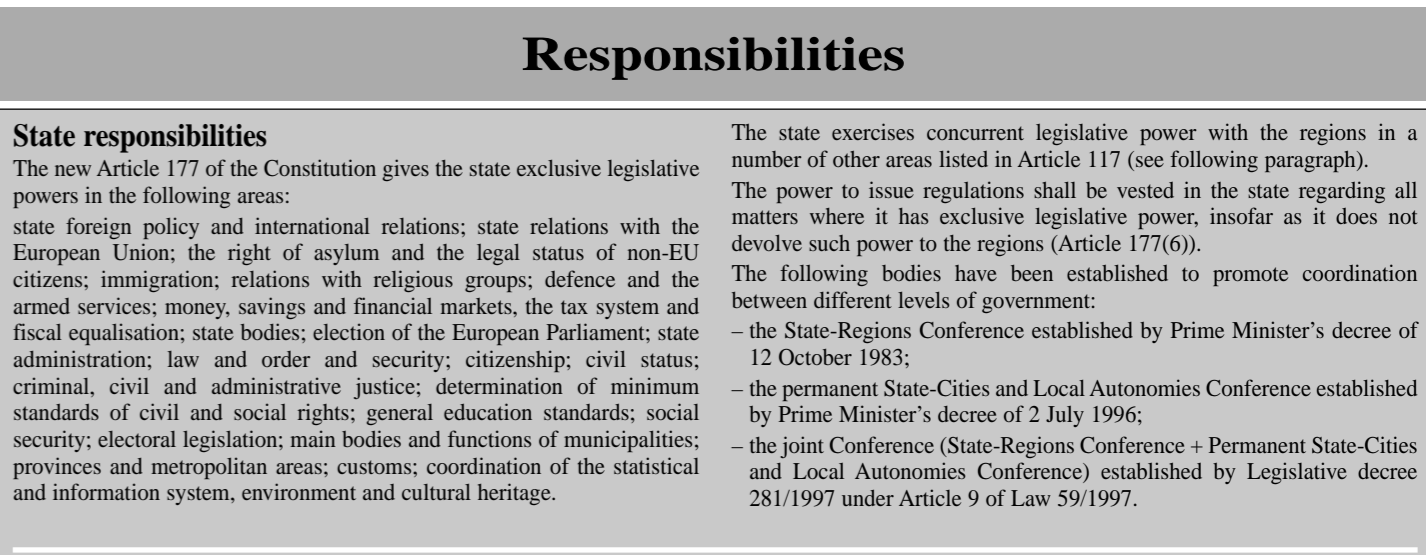 Responsibilities
State responsibilities
The new Article 177 of the Constitution gives the state exclusive legislative
powers in the following areas:
state foreign policy and international relations; state relations with the
European Union; the right of asylum and the legal status of non-EU
citizens; immigration; relations with religious groups; defence and the
armed services; money, savings and financial markets, the tax system and
fiscal equalisation; state bodies; election of the European Parliament; state
administration; law and order and security; citizenship; civil status;
criminal, civil and administrative justice; determination of minimum
standards of civil and social rights; general education standards; social
security; electoral legislation; main bodies and functions of municipalities;
provinces and metropolitan areas; customs; coordination of the statistical
and information system, environment and cultural heritage.
The state exercises concurrent legislative power with the regions in a
number of other areas listed in Article 117 (see following paragraph).
The power to issue regulations shall be vested in the state regarding all
matters where it has exclusive legislative power, insofar as it does not
devolve such power to the regions (Article 177(6)).
The following bodies have been established to promote coordination
between different levels of government:
– the State-Regions Conference established by Prime Minister's decree of
12 October 1983;
– the permanent State-Cities and Local Autonomies Conference established
by Prime Minister's decree of 2 July 1996;
– the joint Conference (State-Regions Conference + Permanent State-Cities
and Local Autonomies Conference) established by Legislative decree
281/1997 under Article 9 of Law 59/1997.